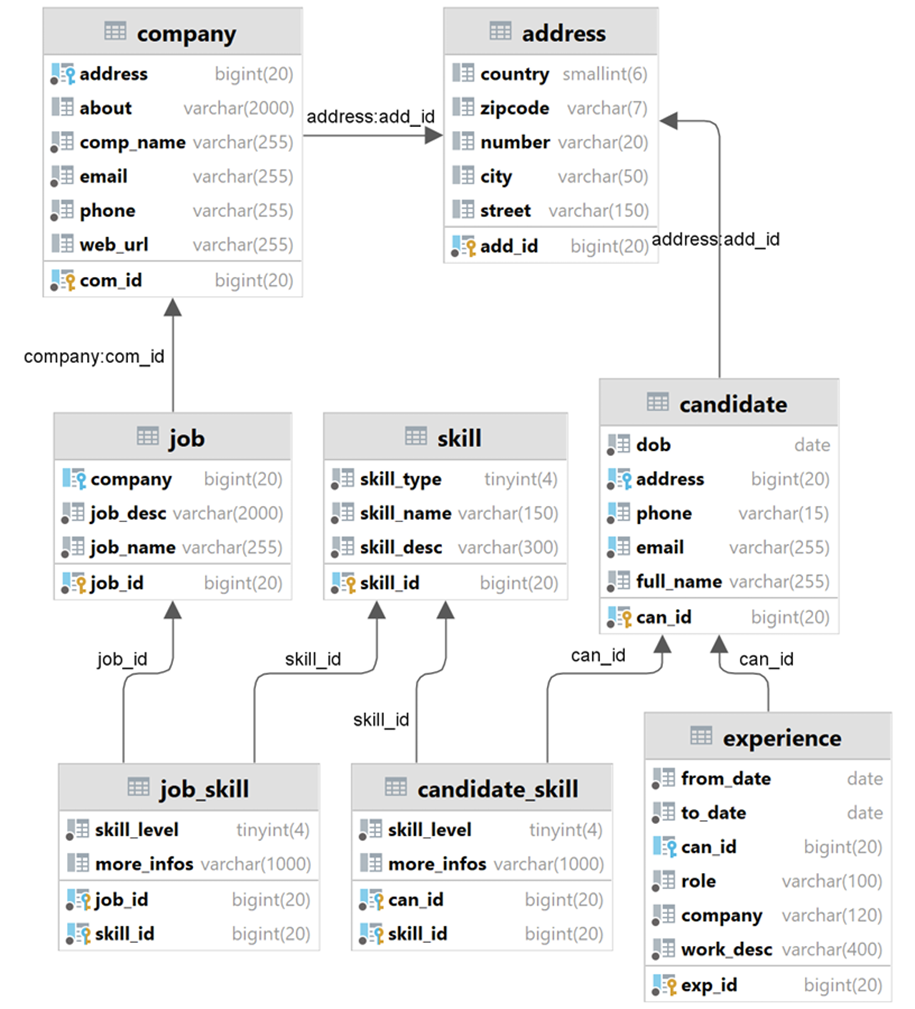 company
address bigint(20)
about varchar(2000)
comp_name varchar(255)
email varchar(255)
phone varchar(255)
web_url varchar(255)
com_id bigint(20)
address:add_id
address
country smallint(6)
zipcode varchar(7)
number varchar(20)
city varchar(50)
street varchar(150)
add_id bigint(20)
address:add_id
company:com_id
job
company bigint(20)
job_desc varchar(2000)
job_name varchar(255)
job_id bigint(20)
skill
skill_type tinyint(4)
skill_name varchar(150)
skill_desc varchar(300)
skill_id bigint(20)
candidate
dob date
address bigint(20)
phone varchar(15)
email varchar(255)
full_name varchar(255)
can_id bigint(20)
job_id
skill_id
skill_id
can_id
can_id
job_skill
skill_level tinyint(4)
more_infos varchar(1000)
job_id bigint(20)
skill_id bigint(20)
candidate_skill
skill_level tinyint(4)
more_infos varchar(1000)
can_id bigint(20)
skill_id bigint(20)
experience
from_date date
to_date date
can_id bigint(20)
role varchar(100)
company varchar(120)
work_desc varchar(400)
exp_id bigint(20)